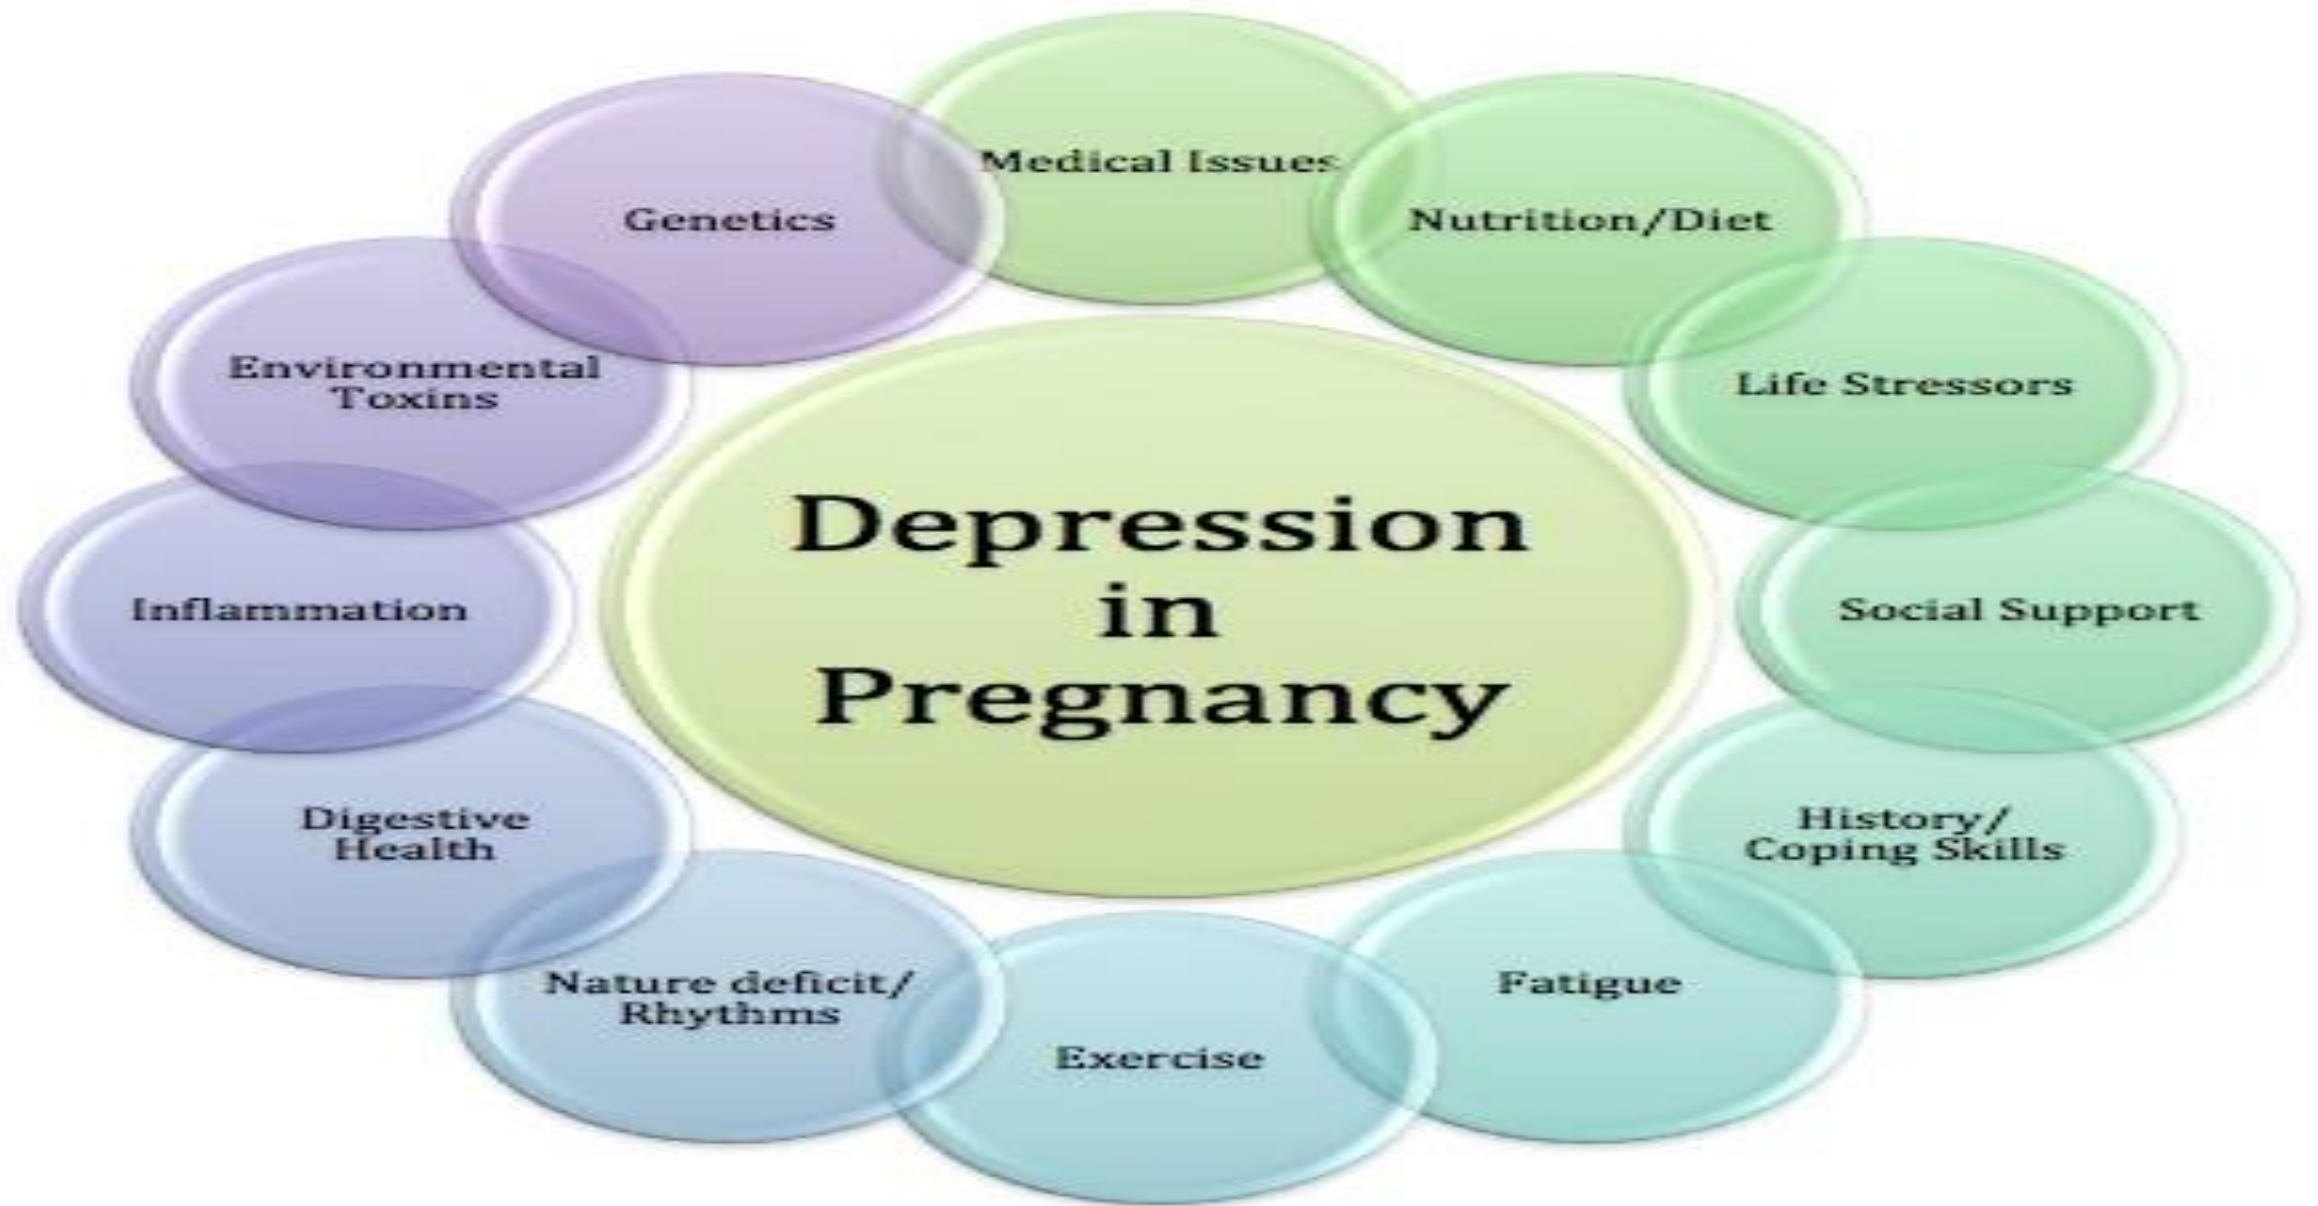 Medical Issues
Genetics
Nutrition/Diet
Environmental
Toxins
Life Stressors
Depression
in
Pregnancy
Inflammation
Social Support
Digestive
Health
History/
Coping Skills
Nature deficit/
Rhythms
Fatigue
Exercise